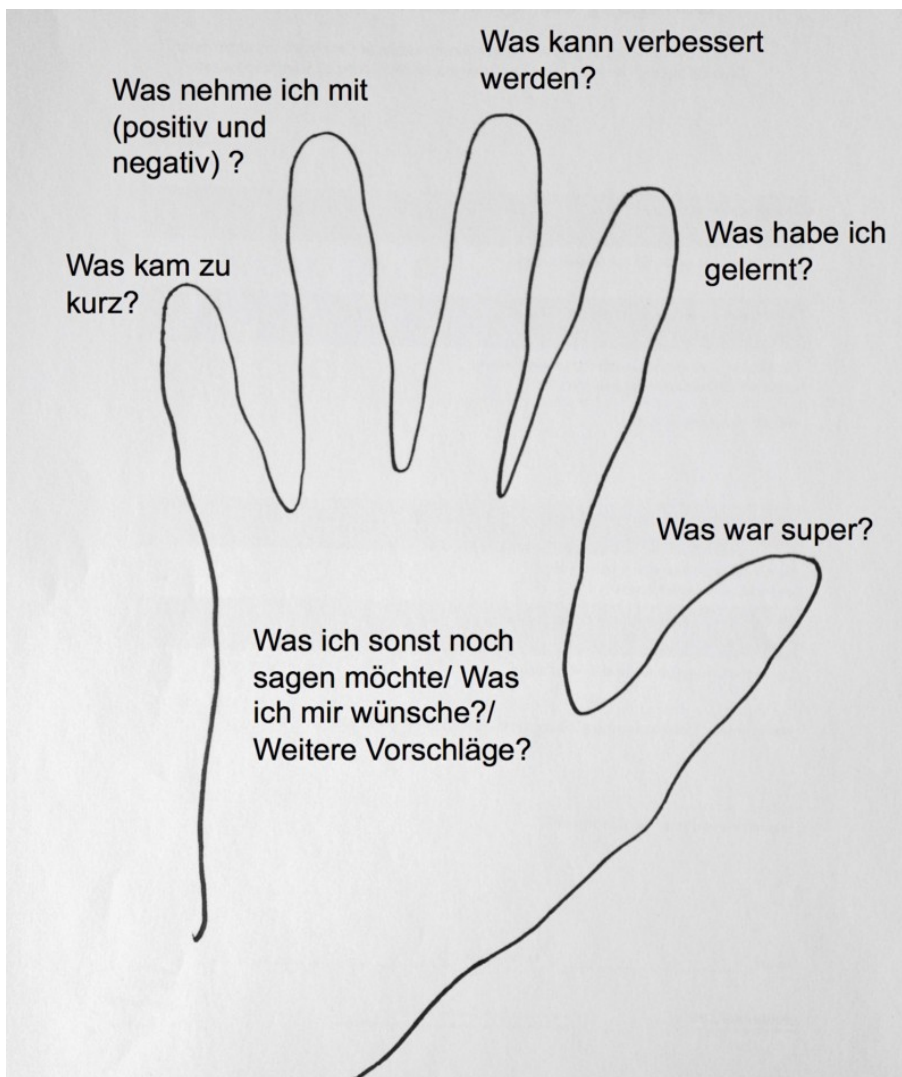 Was kann verbessert
werden?
Was nehme ich mit
(positiv und
negativ) ?
Was habe ich
gelernt?
Was kam zu
kurz?
Was war super?
Was ich sonst noch
sagen möchte/ Was
ich mir wünsche?/
Weitere Vorschläge?